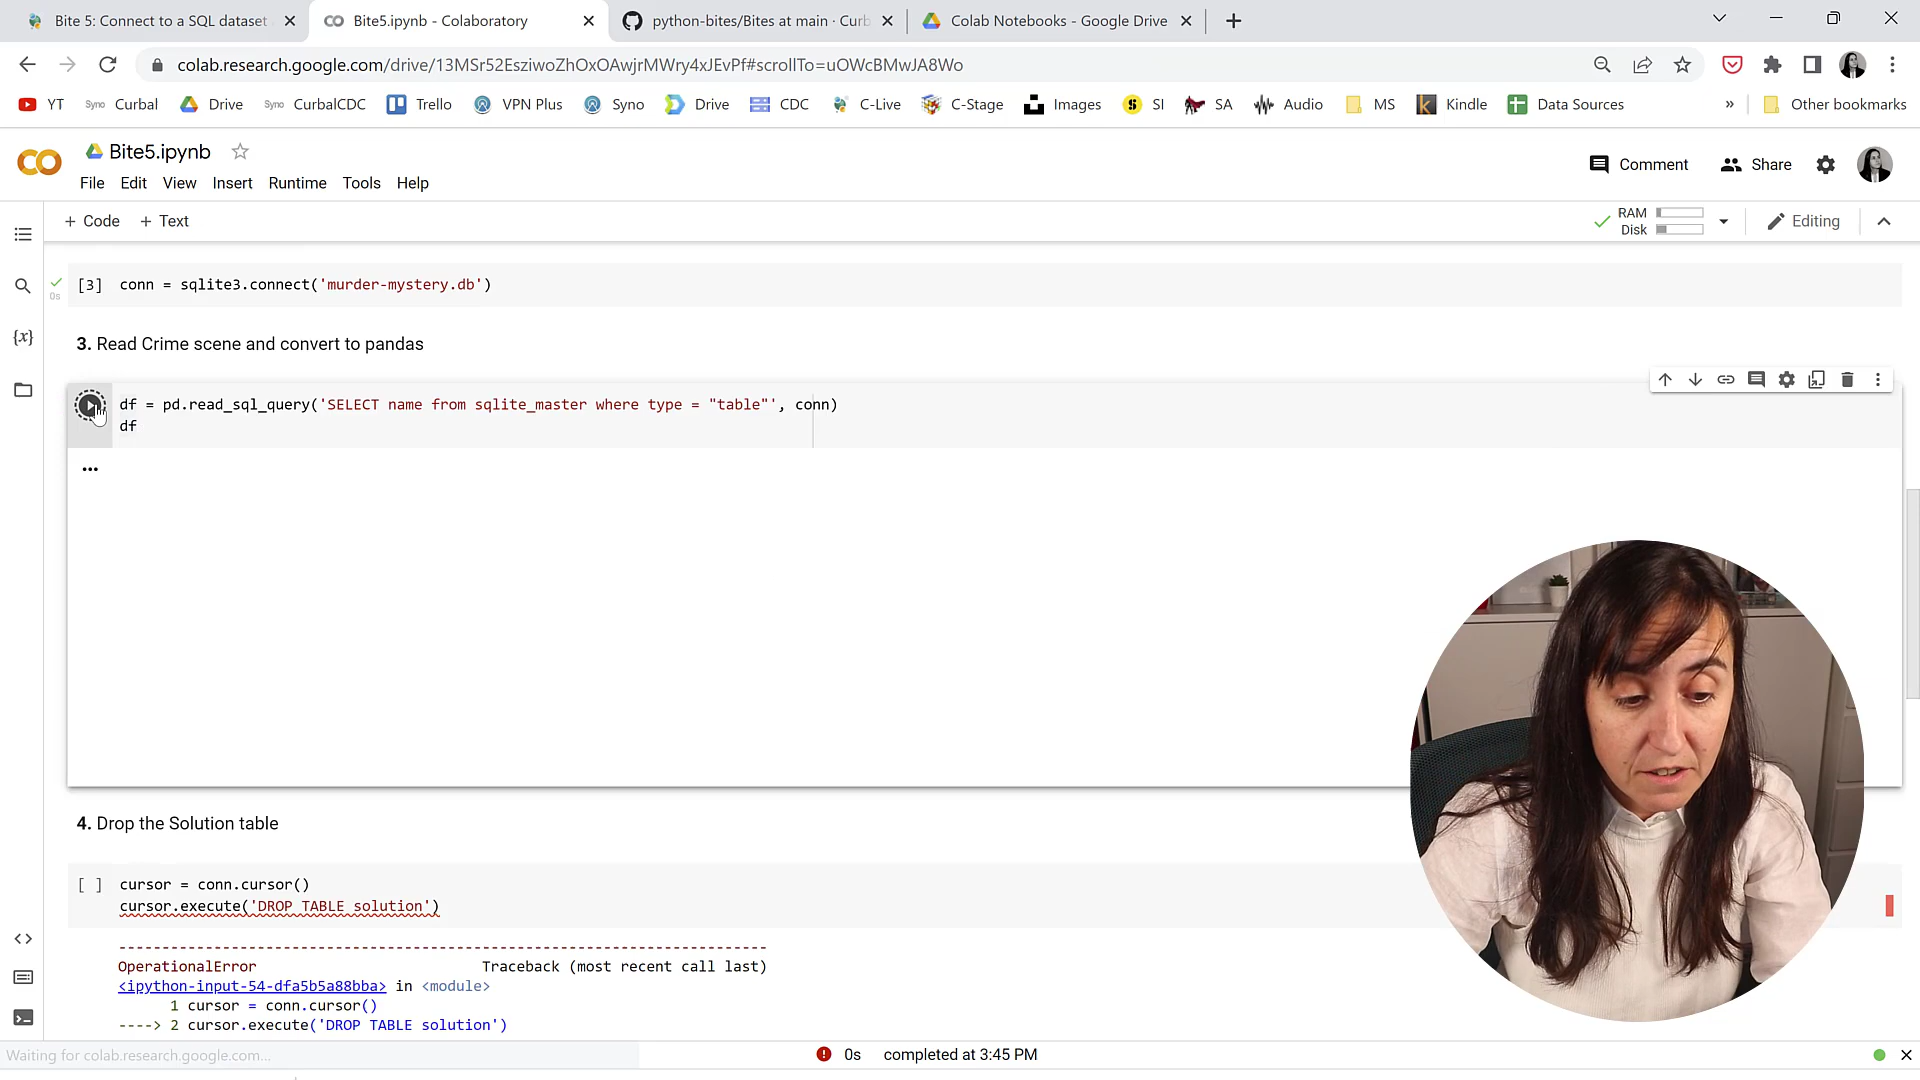 Bite 5: Connect to a SQL dataset
Bite5.ipynb - Colaboratory
python-bites/Bites at main · Curb
Colab Notebooks - Google Drive
colab.research.google.com/drive/13MSr52EsziwoZhOxOAwjrMWry4xJEvPf#scrollTo=uOWcBMwJA8Wo
YT
Syno Curbal
Drive
Syno CurbalCDC
Trello
VPN Plus
Syno
Drive
CDC
C-Live
C-Stage
Images
SI
SA
Audio
MS
Kindle
Data Sources
»
Other bookmarks
Bite5.ipynb
Comment
Share
File Edit View Insert Runtime Tools Help
+ Code + Text
RAM
Disk
Editing
{x}
0s
[3] conn = sqlite3.connect('murder-mystery.db')
3. Read Crime scene and convert to pandas
df = pd.read_sql_query('SELECT name from sqlite_master where type = "table"', conn)
df
...
4. Drop the Solution table
[ ] cursor = conn.cursor()
cursor.execute('DROP TABLE solution')
---------------------------------------------------------------------------
OperationalError Traceback (most recent call last)
<ipython-input-54-dfa5b5a88bba> in <module>
1 cursor = conn.cursor()
----> 2 cursor.execute('DROP TABLE solution')
Waiting for colab.research.google.com...
0s completed at 3:45 PM